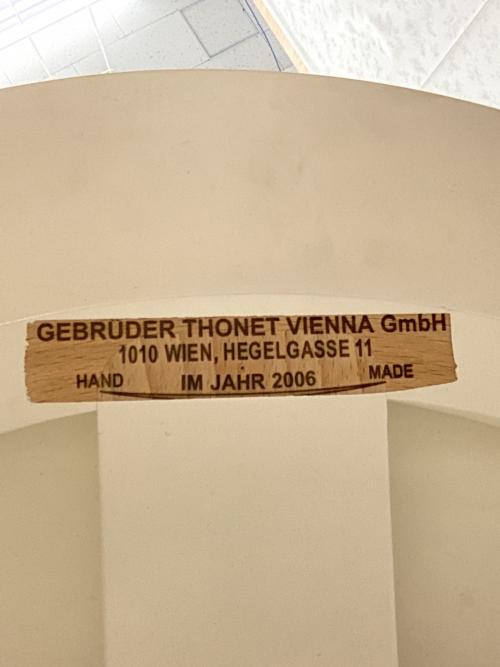 GEBRÜDER THONET VIENNA GmbH
1010 WIEN, HEGELGASSE 11
HAND IM JAHR 2006 MADE